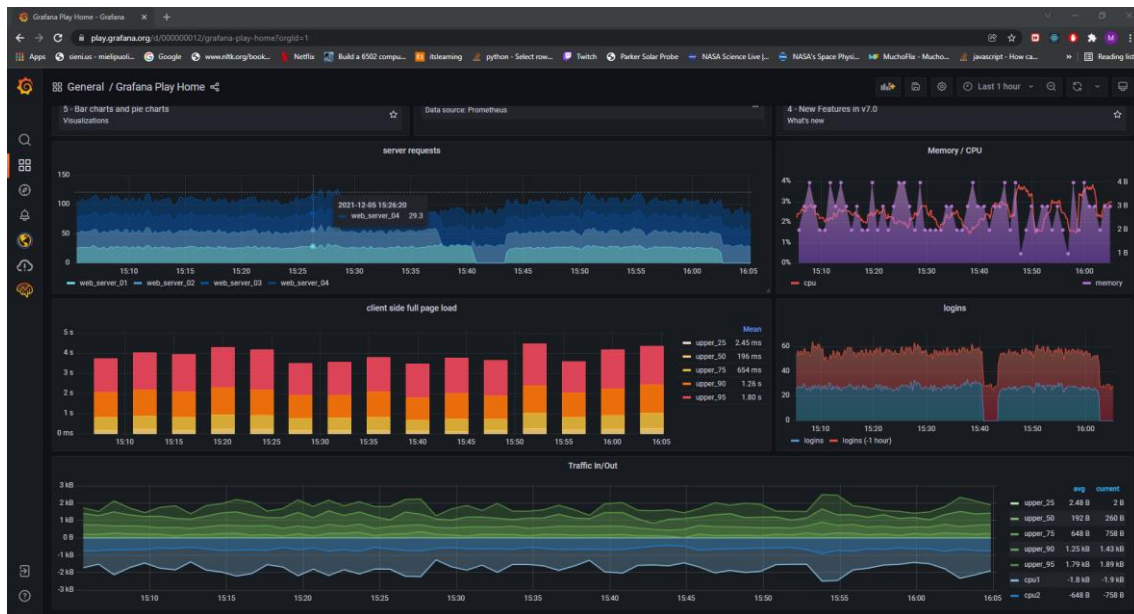 Grafana Play Home - Grafana
play.grafana.org/d/000000012/grafana-play-home?orgId=1
Apps sienius - mielipuoli... Google www.nltk.org/book... Netflix Build a 6502 compu... itslearning python - Select row... Twitch Parker Solar Probe NASA Science Live |... NASA's Space Physi... MuchoFlix - Mucho... javascript - How ca... » Reading list
General / Grafana Play Home
Last 1 hour
5 - Bar charts and pie charts
Visualizations
Data source: Prometheus
4 - New Features in v7.0
What's new
server requests
150
100
50
0
2021-12-05 15:26:20
web_server_04 29.3
15:10 15:15 15:20 15:25 15:30 15:35 15:40 15:45 15:50 15:55 16:00 16:05
web_server_01 web_server_02 web_server_03 web_server_04
Memory / CPU
4% 4 B
3% 3 B
2% 2 B
1% 1 B
0%
15:10 15:20 15:30 15:40 15:50 16:00
cpu memory
client side full page load
5 s
4 s
3 s
2 s
1 s
0 ms
15:10 15:15 15:20 15:25 15:30 15:35 15:40 15:45 15:50 15:55 16:00 16:05
Mean
upper_25 2.45 ms
upper_50 196 ms
upper_75 654 ms
upper_90 1.26 s
upper_95 1.80 s
logins
60
40
20
0
15:10 15:20 15:30 15:40 15:50 16:00
logins logins (-1 hour)
Traffic In/Out
3 kB
2 kB
1 kB
0 B
-1 kB
-2 kB
-3 kB
15:10 15:15 15:20 15:25 15:30 15:35 15:40 15:45 15:50 15:55 16:00 16:05
avg current
upper_25 2.48 B 2 B
upper_50 192 B 260 B
upper_75 648 B 758 B
upper_90 1.25 kB 1.43 kB
upper_95 1.79 kB 1.89 kB
cpu1 -1.8 kB -1.9 kB
cpu2 -648 B -758 B